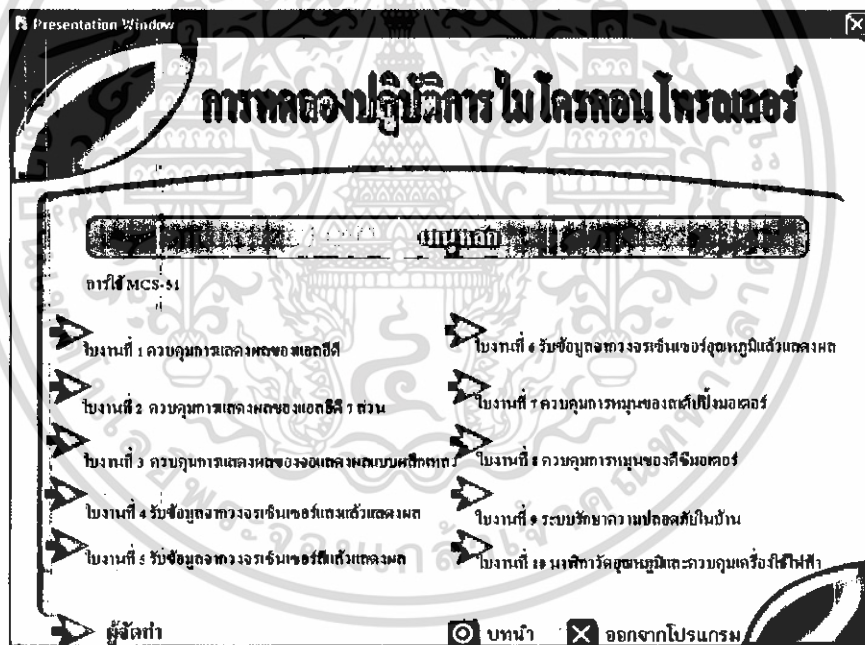 Presentation Window
การทดลองปฏิบัติการไมโครคอนโทรลเลอร์
เมนูหลัก
การใช้ MCS-51
ใบงานที่ 1 ควบคุมการแสดงผลของแอลอีดี
ใบงานที่ 2 ควบคุมการแสดงผลของแอลอีดี 7 ส่วน
ใบงานที่ 3 ควบคุมการแสดงผลของจอแสดงผลแบบผลึกเหลว
ใบงานที่ 4 รับข้อมูลจากวงจรเซ็นเซอร์แสงแล้วแสดงผล
ใบงานที่ 5 รับข้อมูลจากวงจรเซ็นเซอร์สีแล้วแสดงผล
ใบงานที่ 6 รับข้อมูลจากวงจรเซ็นเซอร์อุณหภูมิแล้วแสดงผล
ใบงานที่ 7 ควบคุมการหมุนของสเต็ปปิ้งมอเตอร์
ใบงานที่ 8 ควบคุมการหมุนของดีซีมอเตอร์
ใบงานที่ 9 ระบบรักษาความปลอดภัยในบ้าน
ใบงานที่ 10 นาฬิกาวัดอุณหภูมิและควบคุมเครื่องใช้ไฟฟ้า
ผู้จัดทำ
บทนำ
ออกจากโปรแกรม